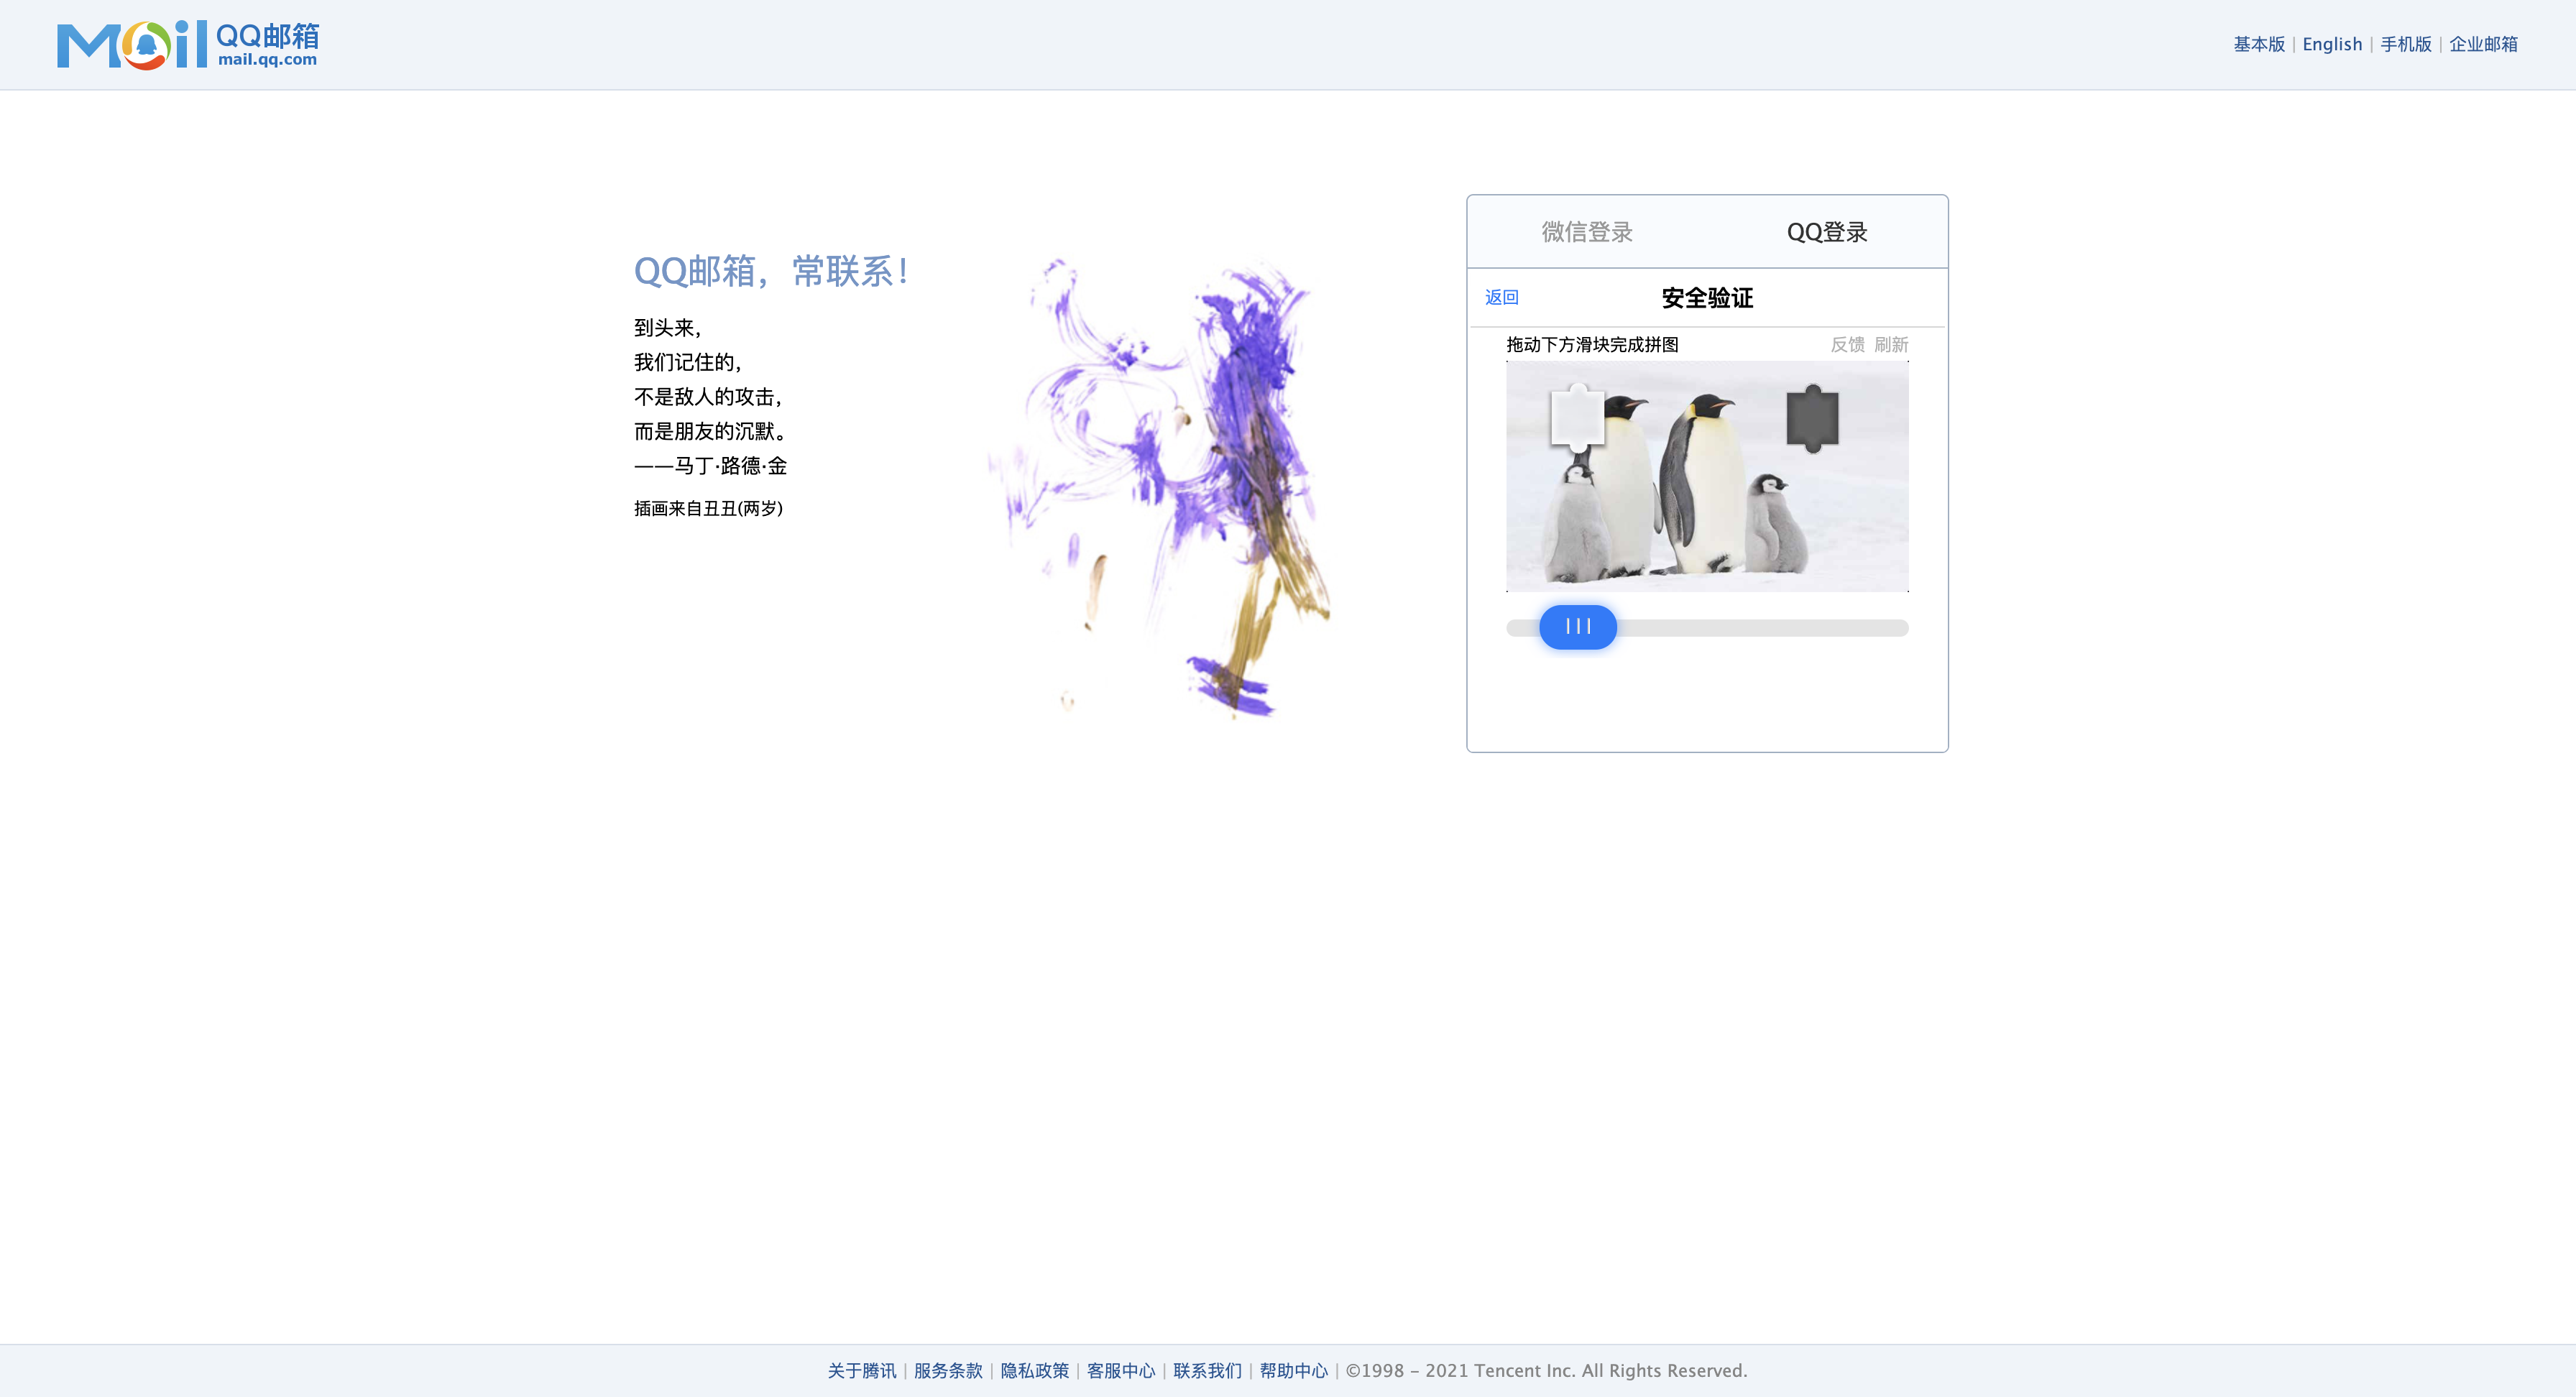 Mail QQ邮箱
mail.qq.com
基本版 | English | 手机版 | 企业邮箱
QQ邮箱，常联系！
到头来，
我们记住的，
不是敌人的攻击，
而是朋友的沉默。
——马丁·路德·金
插画来自丑丑(两岁)
微信登录 QQ登录
返回 安全验证
拖动下方滑块完成拼图 反馈 刷新
关于腾讯 | 服务条款 | 隐私政策 | 客服中心 | 联系我们 | 帮助中心 | ©1998 - 2021 Tencent Inc. All Rights Reserved.